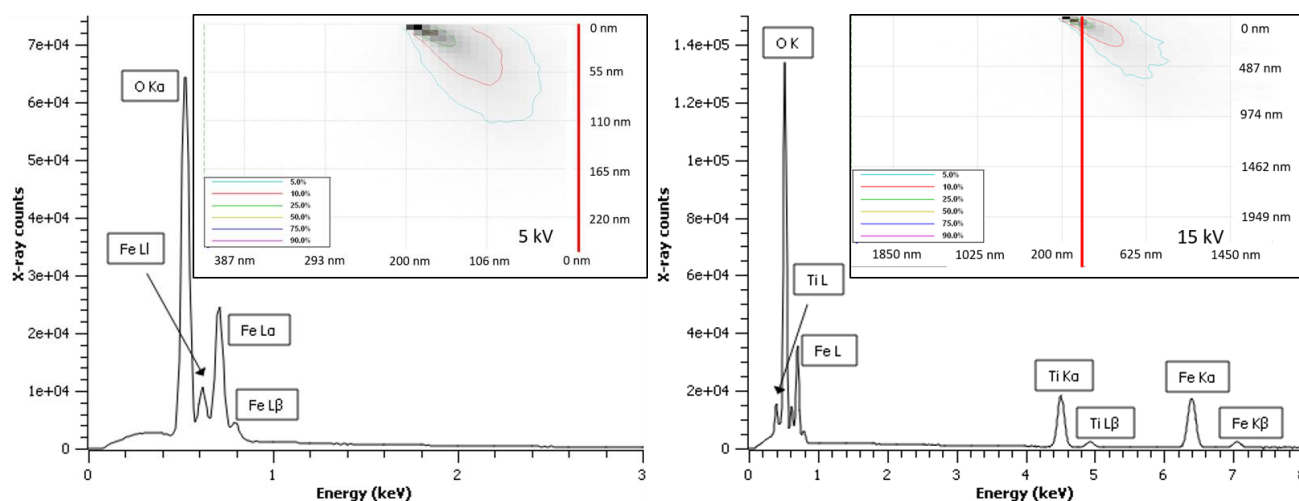 7e+04
6e+04
5e+04
4e+04
3e+04
2e+04
1e+04
0
X-ray counts
O Ka
Fe Ll
Fe La
Fe Lβ
0 1 2 3
Energy (keV)
0 nm
55 nm
110 nm
165 nm
220 nm
5.0%
10.0%
25.0%
50.0%
75.0%
90.0%
5 kV
387 nm 293 nm 200 nm 106 nm 0 nm
1.4e+05
1.2e+05
1e+05
8e+04
6e+04
4e+04
2e+04
0
X-ray counts
O K
Ti L
Fe L
Ti Ka
Ti Lβ
Fe Ka
Fe Kβ
0 1 2 3 4 5 6 7 8
Energy (keV)
0 nm
487 nm
974 nm
1462 nm
1949 nm
5.0%
10.0%
25.0%
50.0%
75.0%
90.0%
15 kV
1850 nm 1025 nm 200 nm 625 nm 1450 nm